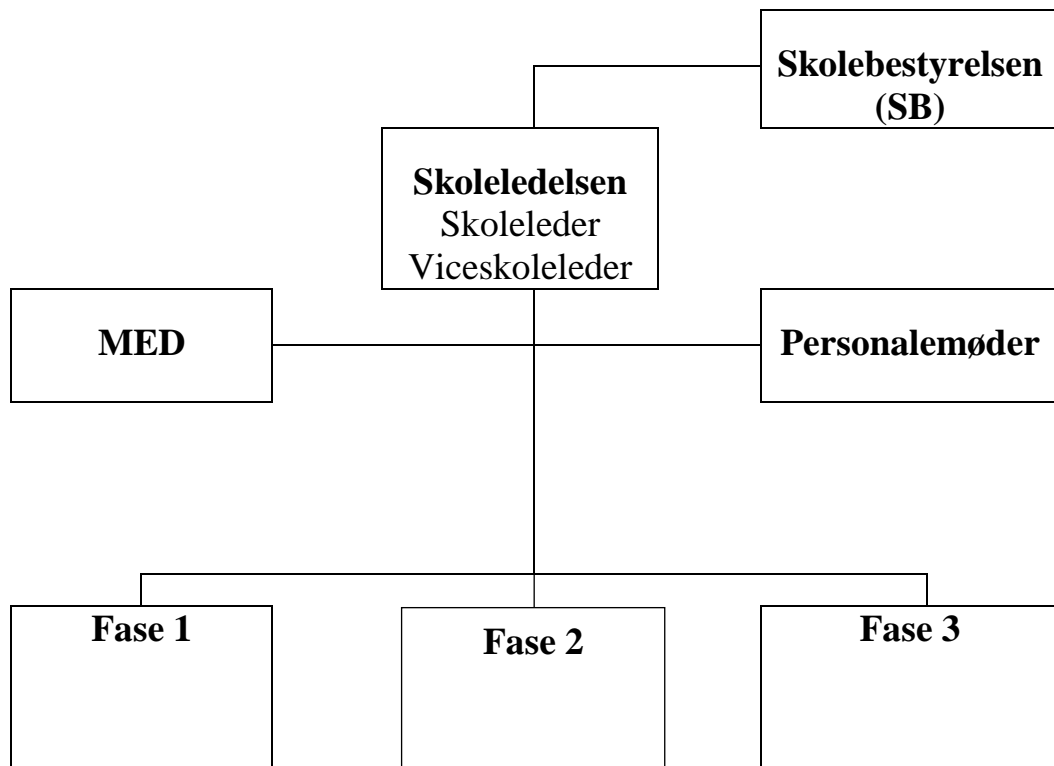 Skolebestyrelsen
(SB)
Skoleledelsen
Skoleleder
Viceskoleleder
MED
Personalemøder
Fase 1
Fase 2
Fase 3